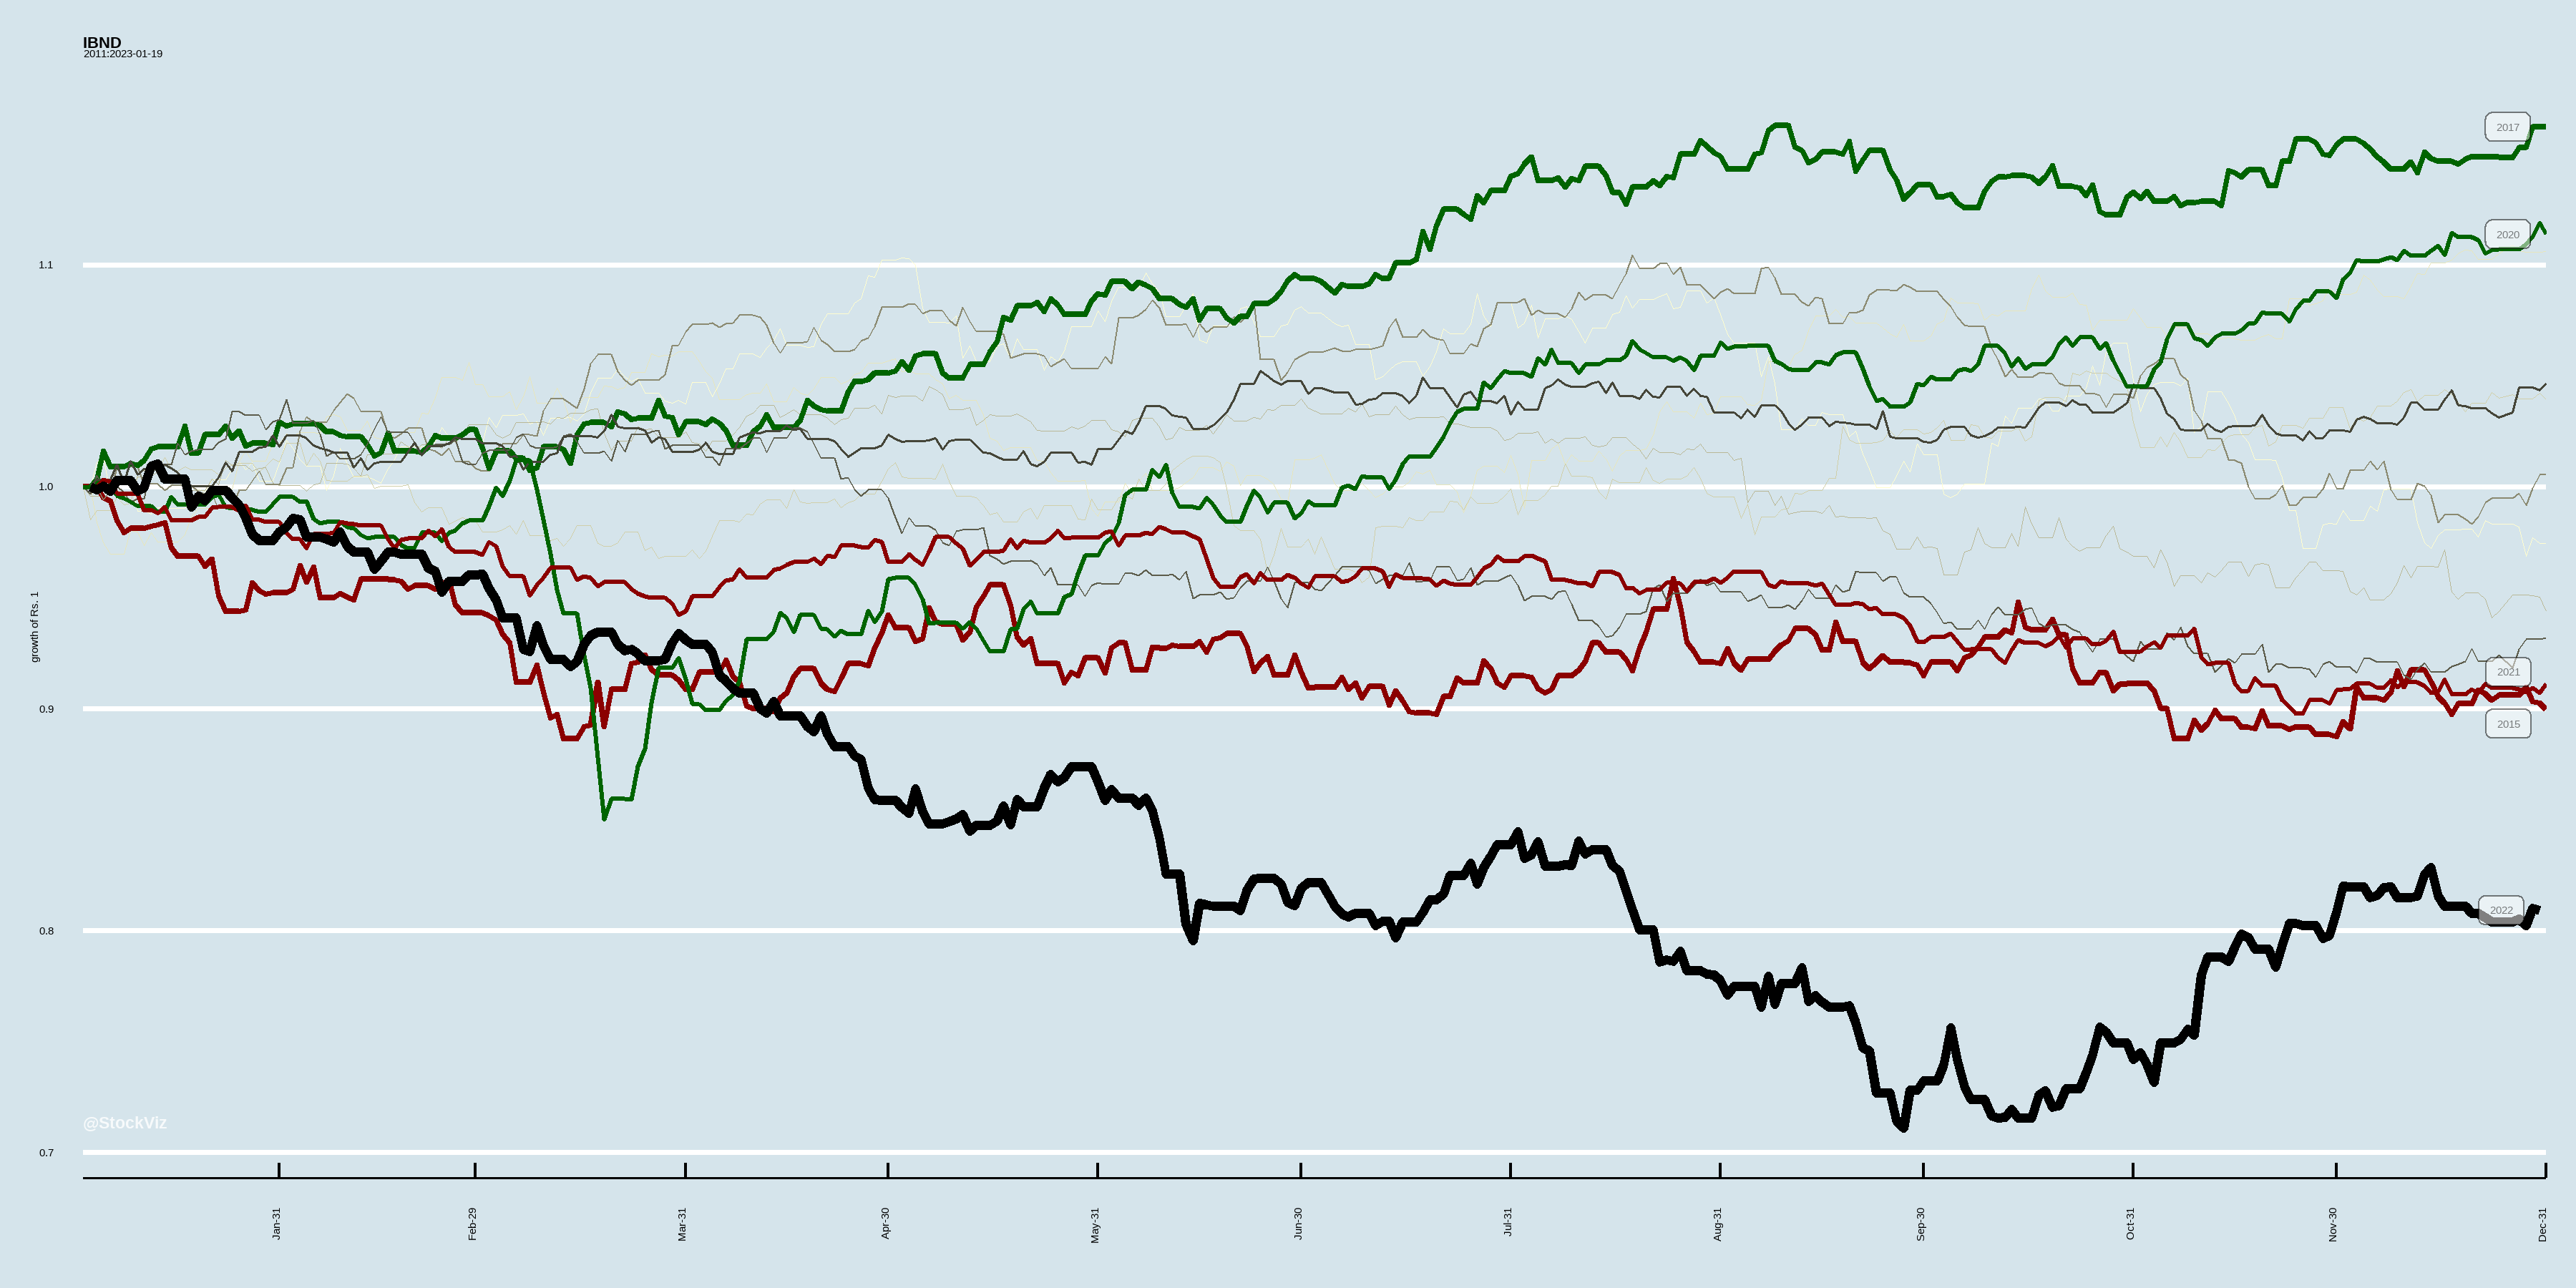 IBND
2011:2023-01-19
2017
2020
1.1
1.0
growth of Rs. 1
2021
0.9
2015
2022
0.8
@StockViz
0.7
Jan-31
Feb-29
Mar-31
Apr-30
May-31
Jun-30
Jul-31
Aug-31
Sep-30
Oct-31
Nov-30
Dec-31